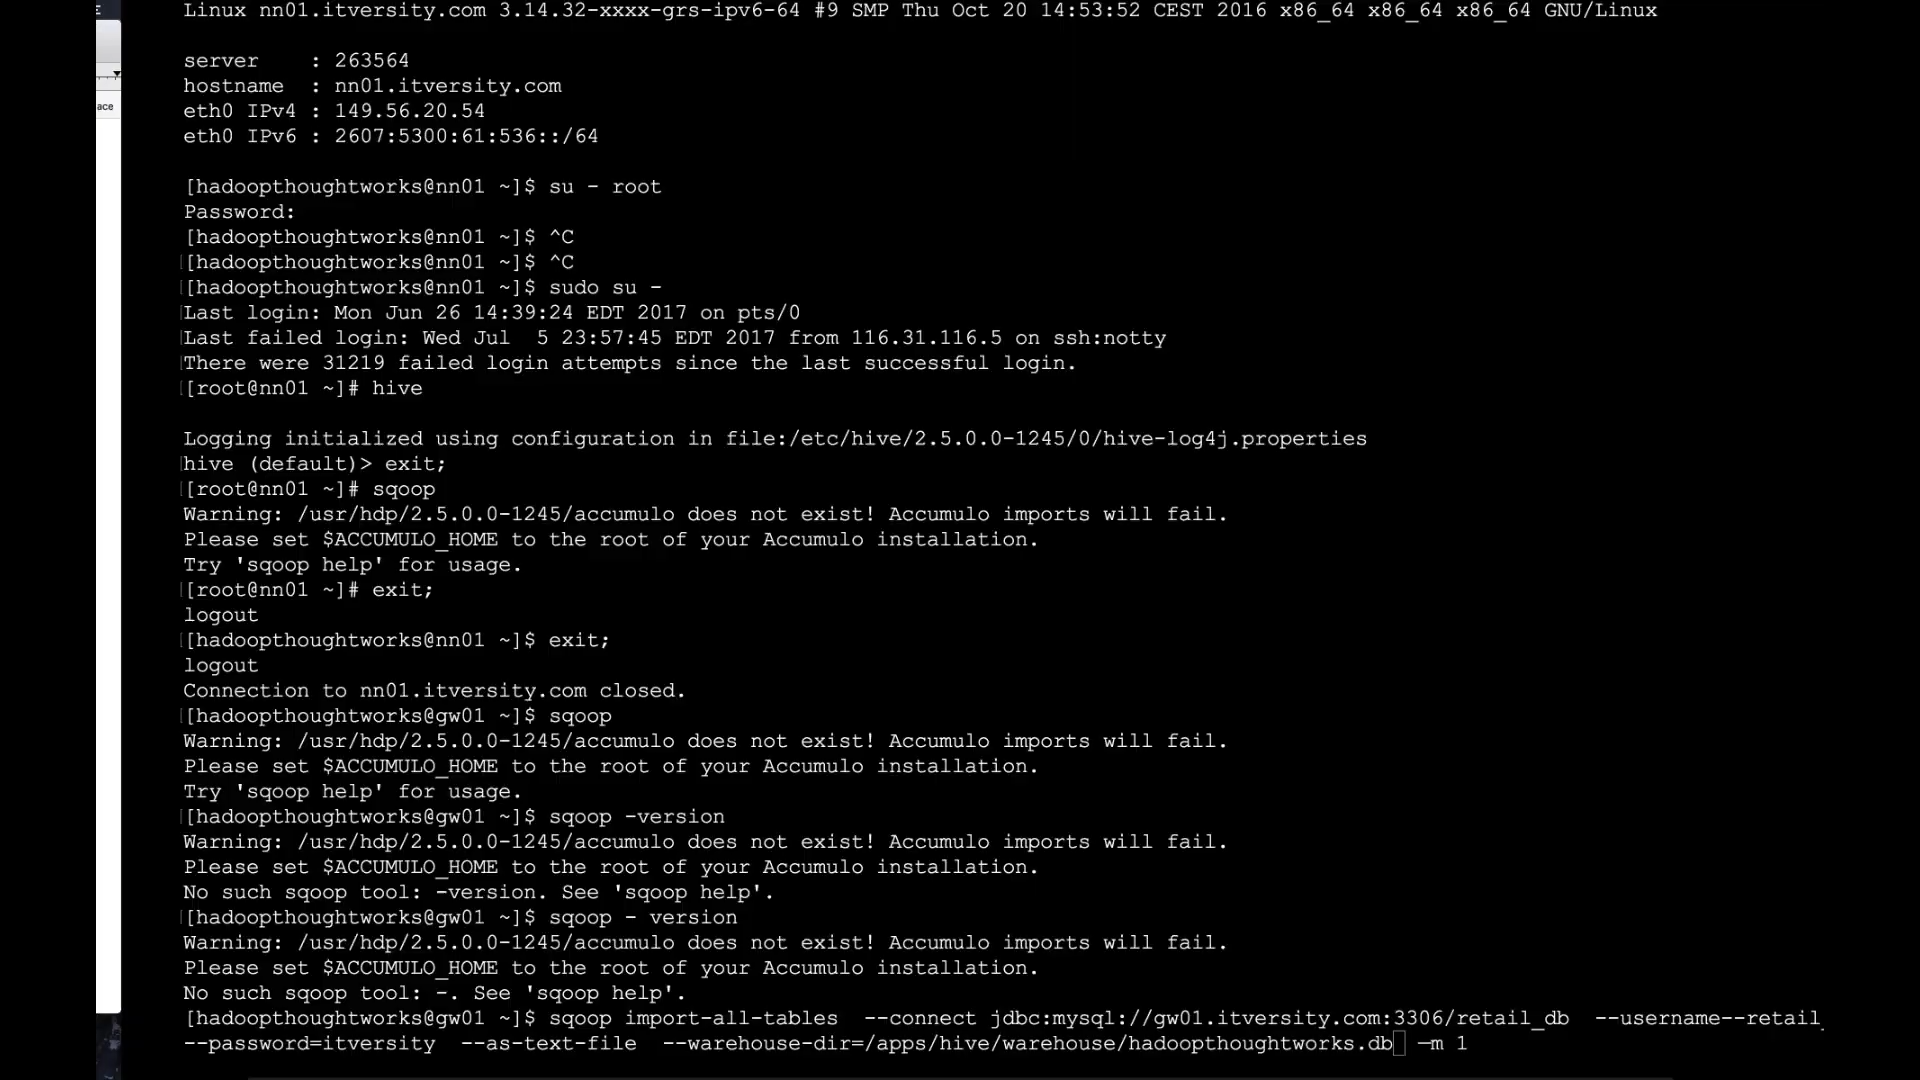 E
ace
Linux nn01.itversity.com 3.14.32-xxxx-grs-ipv6-64 #9 SMP Thu Oct 20 14:53:52 CEST 2016 x86_64 x86_64 x86_64 GNU/Linux
server    : 263564
hostname  : nn01.itversity.com
eth0 IPv4 : 149.56.20.54
eth0 IPv6 : 2607:5300:61:536::/64
[hadoopthoughtworks@nn01 ~]$ su - root
Password:
[hadoopthoughtworks@nn01 ~]$ ^C
[hadoopthoughtworks@nn01 ~]$ ^C
[hadoopthoughtworks@nn01 ~]$ sudo su -
Last login: Mon Jun 26 14:39:24 EDT 2017 on pts/0
Last failed login: Wed Jul  5 23:57:45 EDT 2017 from 116.31.116.5 on ssh:notty
There were 31219 failed login attempts since the last successful login.
[root@nn01 ~]# hive
Logging initialized using configuration in file:/etc/hive/2.5.0.0-1245/0/hive-log4j.properties
hive (default)> exit;
[root@nn01 ~]# sqoop
Warning: /usr/hdp/2.5.0.0-1245/accumulo does not exist! Accumulo imports will fail.
Please set $ACCUMULO_HOME to the root of your Accumulo installation.
Try 'sqoop help' for usage.
[root@nn01 ~]# exit;
logout
[hadoopthoughtworks@nn01 ~]$ exit;
logout
Connection to nn01.itversity.com closed.
[hadoopthoughtworks@gw01 ~]$ sqoop
Warning: /usr/hdp/2.5.0.0-1245/accumulo does not exist! Accumulo imports will fail.
Please set $ACCUMULO_HOME to the root of your Accumulo installation.
Try 'sqoop help' for usage.
[hadoopthoughtworks@gw01 ~]$ sqoop -version
Warning: /usr/hdp/2.5.0.0-1245/accumulo does not exist! Accumulo imports will fail.
Please set $ACCUMULO_HOME to the root of your Accumulo installation.
No such sqoop tool: -version. See 'sqoop help'.
[hadoopthoughtworks@gw01 ~]$ sqoop - version
Warning: /usr/hdp/2.5.0.0-1245/accumulo does not exist! Accumulo imports will fail.
Please set $ACCUMULO_HOME to the root of your Accumulo installation.
No such sqoop tool: -. See 'sqoop help'.
[hadoopthoughtworks@gw01 ~]$ sqoop import-all-tables  --connect jdbc:mysql://gw01.itversity.com:3306/retail_db  --username--retail_
--password=itversity  --as-text-file  --warehouse-dir=/apps/hive/warehouse/hadoopthoughtworks.db —m 1